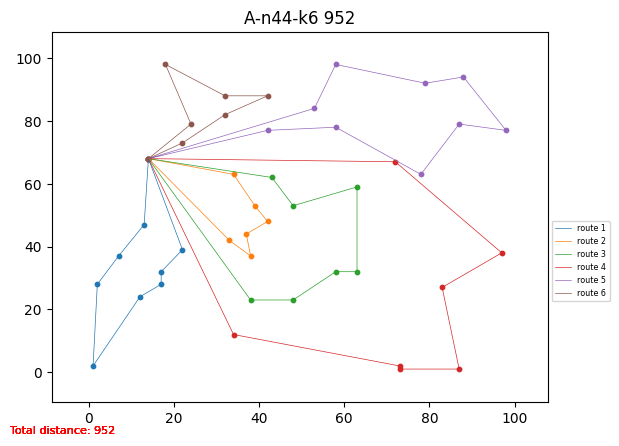 A-n44-k6 952
100
80
60
40
20
0
0 20 40 60 80 100
route 1
route 2
route 3
route 4
route 5
route 6
Total distance: 952